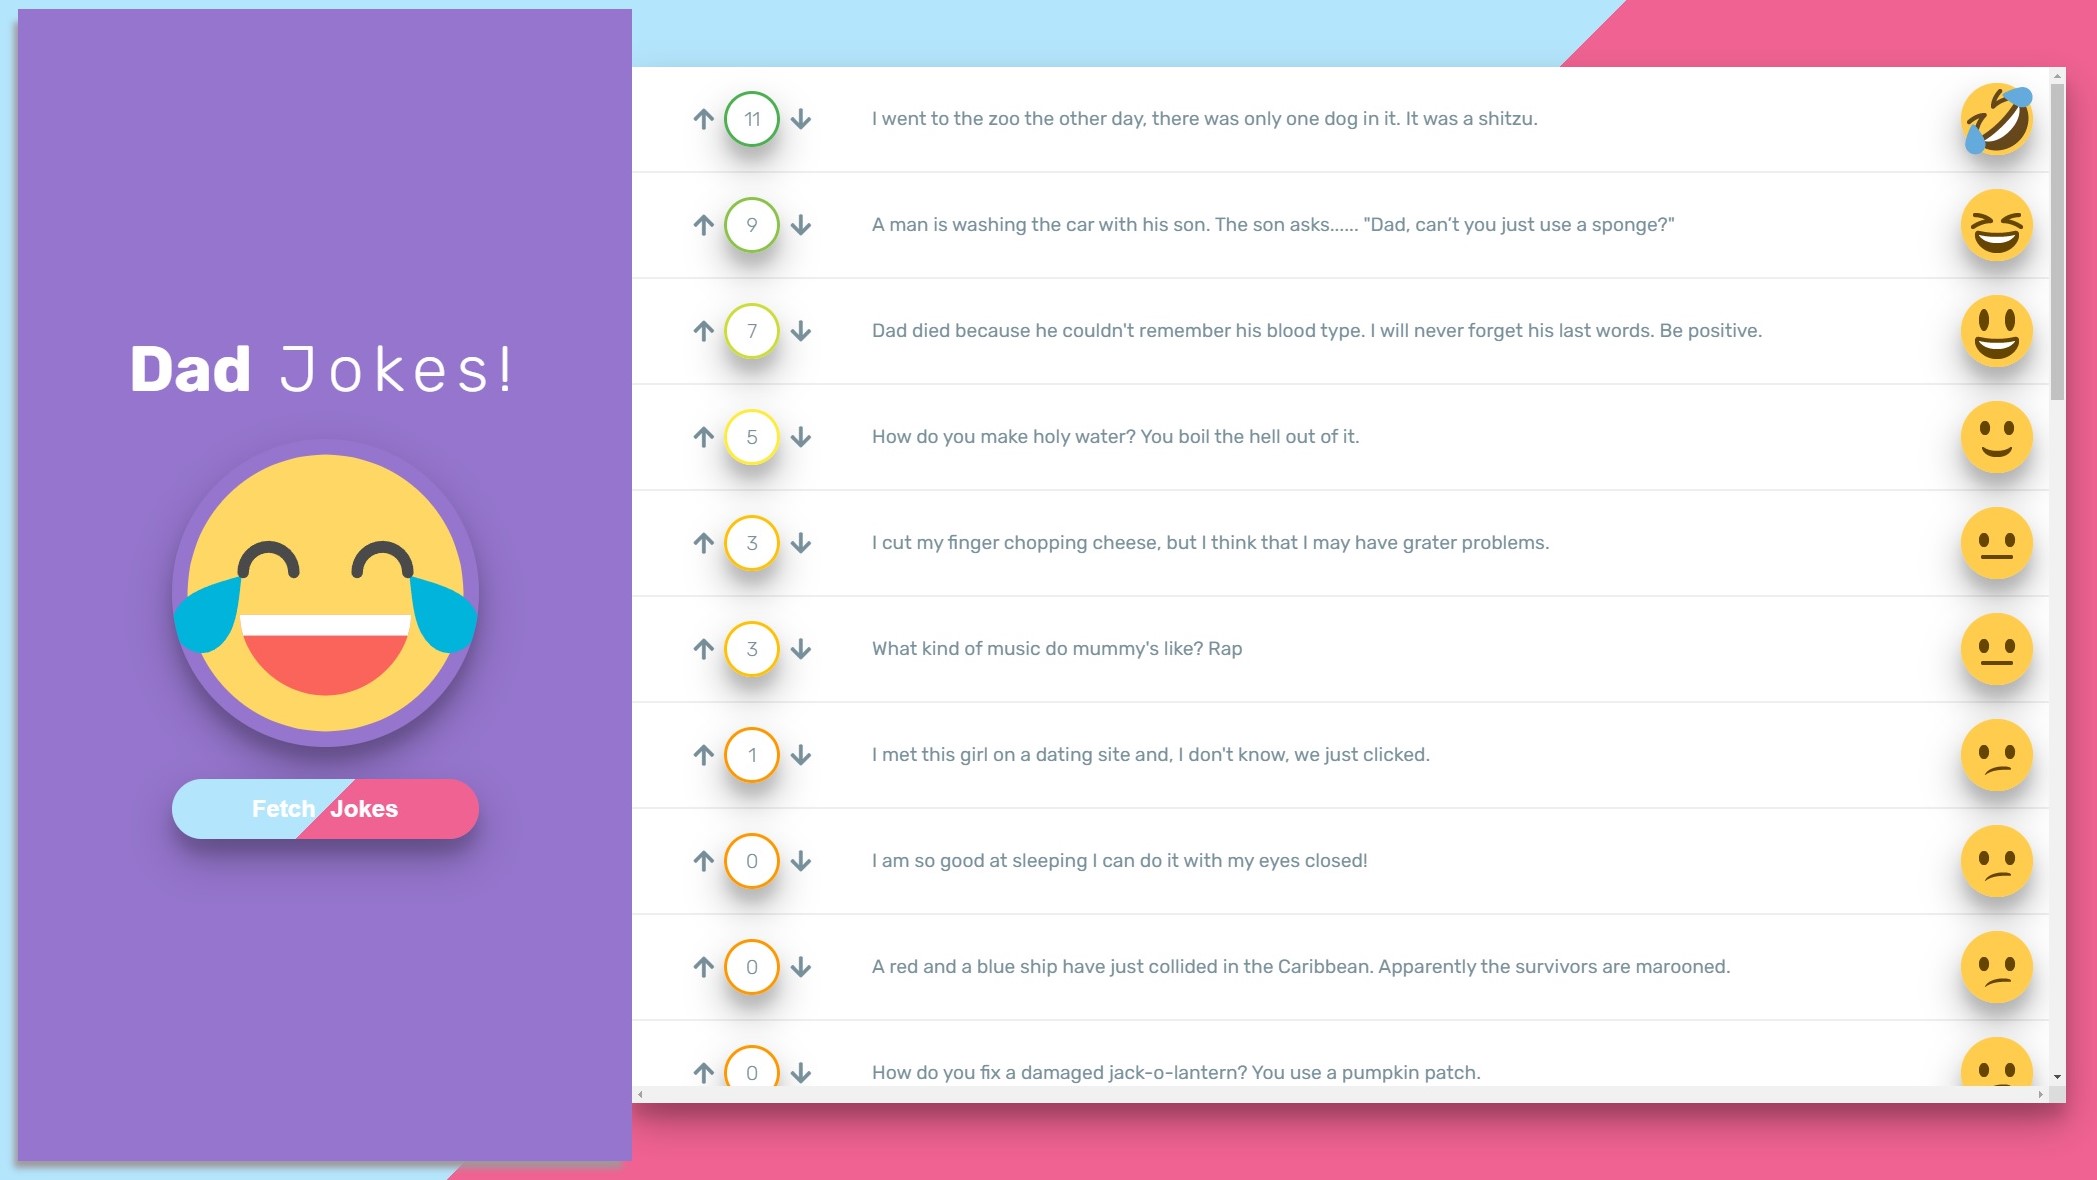 Dad Jokes!
Fetch Jokes
11 I went to the zoo the other day, there was only one dog in it. It was a shitzu.
9 A man is washing the car with his son. The son asks...... "Dad, can’t you just use a sponge?"
7 Dad died because he couldn't remember his blood type. I will never forget his last words. Be positive.
5 How do you make holy water? You boil the hell out of it.
3 I cut my finger chopping cheese, but I think that I may have grater problems.
3 What kind of music do mummy's like? Rap
1 I met this girl on a dating site and, I don't know, we just clicked.
0 I am so good at sleeping I can do it with my eyes closed!
0 A red and a blue ship have just collided in the Caribbean. Apparently the survivors are marooned.
0 How do you fix a damaged jack-o-lantern? You use a pumpkin patch.